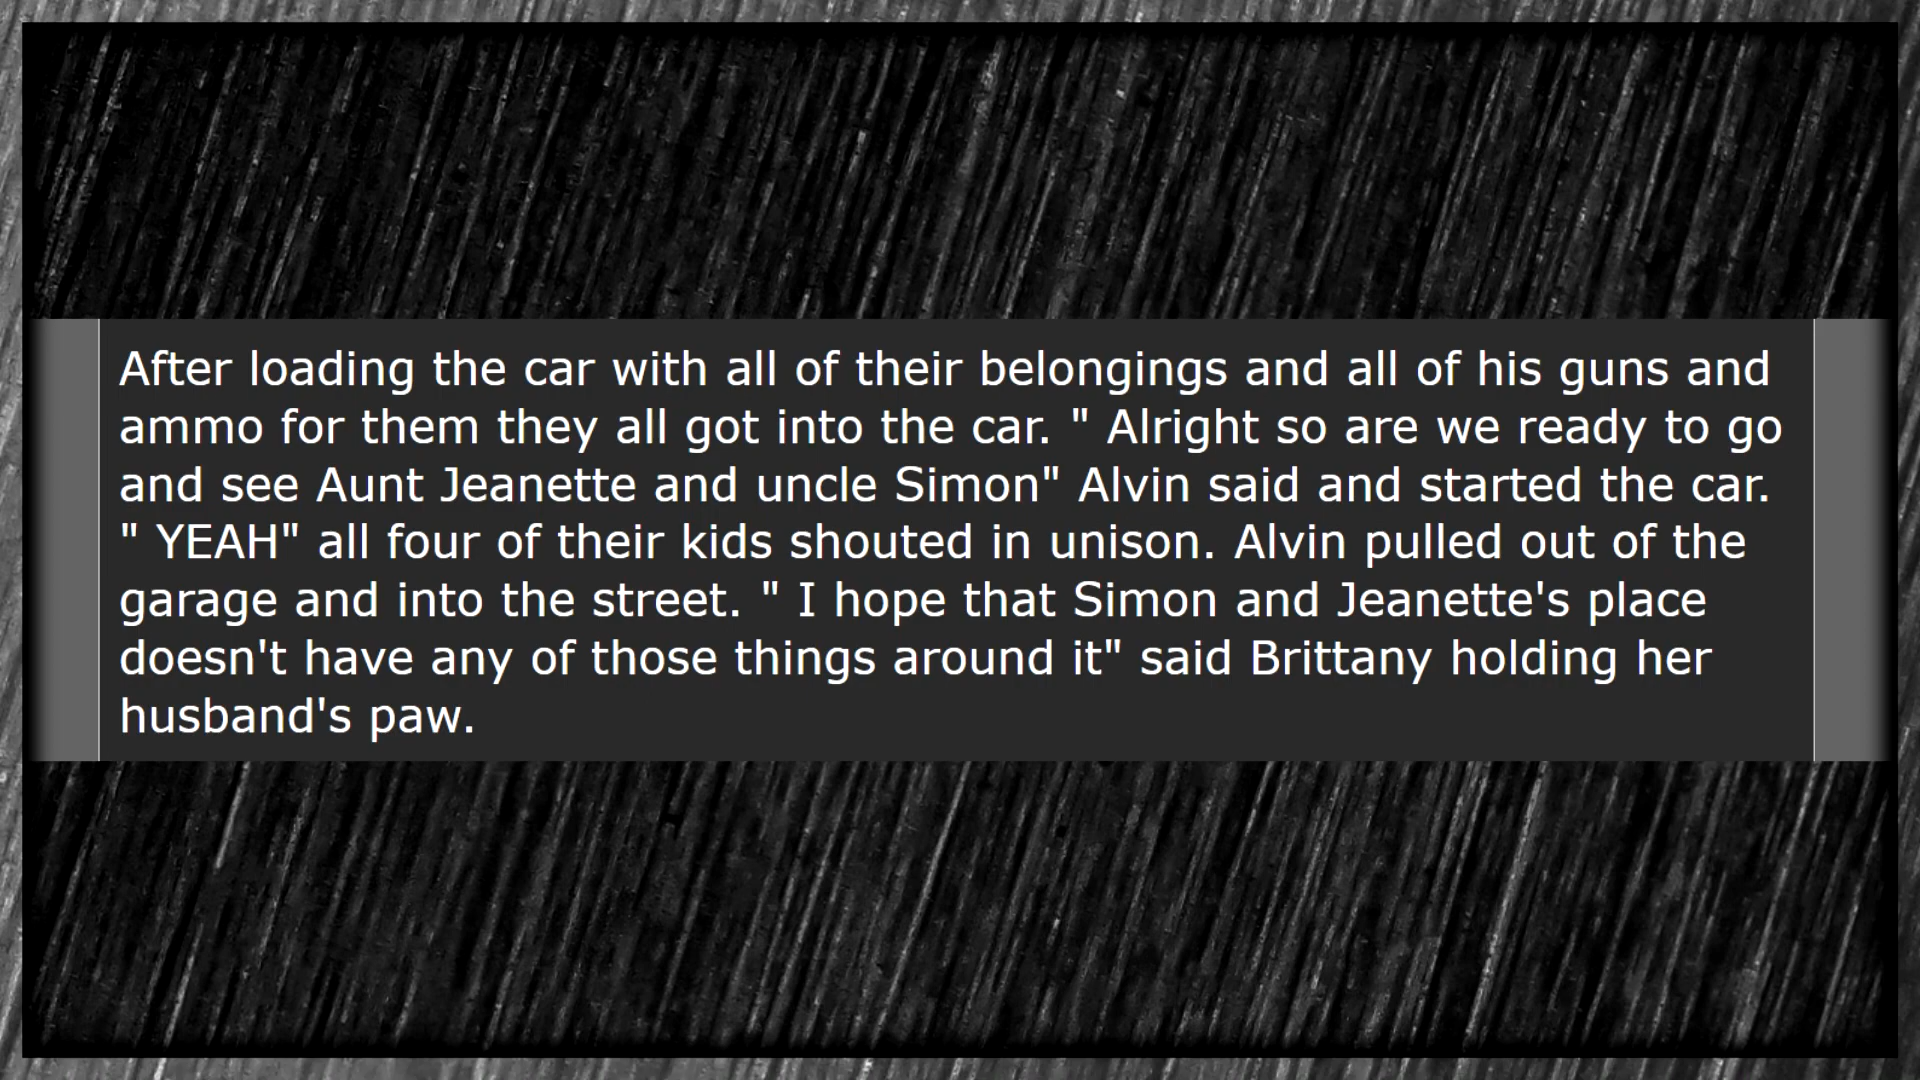 After loading the car with all of their belongings and all of his guns and
ammo for them they all got into the car. " Alright so are we ready to go
and see Aunt Jeanette and uncle Simon" Alvin said and started the car.
" YEAH" all four of their kids shouted in unison. Alvin pulled out of the
garage and into the street. " I hope that Simon and Jeanette's place
doesn't have any of those things around it" said Brittany holding her
husband's paw.